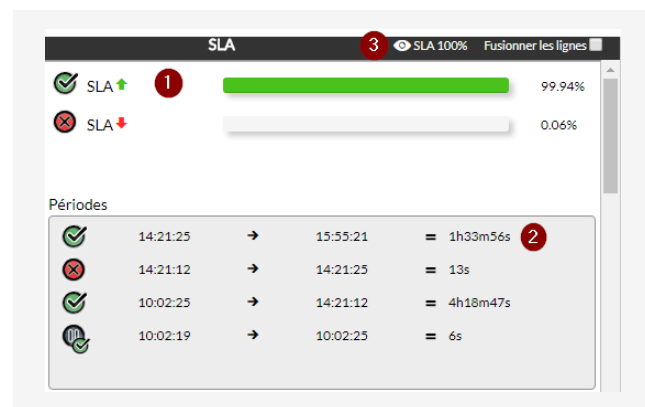 SLA 3 SLA 100% Fusionner les lignes
SLA 1 99.94%
SLA 0.06%
Périodes
14:21:25 → 15:55:21 = 1h33m56s 2
14:21:12 → 14:21:25 = 13s
10:02:25 → 14:21:12 = 4h18m47s
10:02:19 → 10:02:25 = 6s